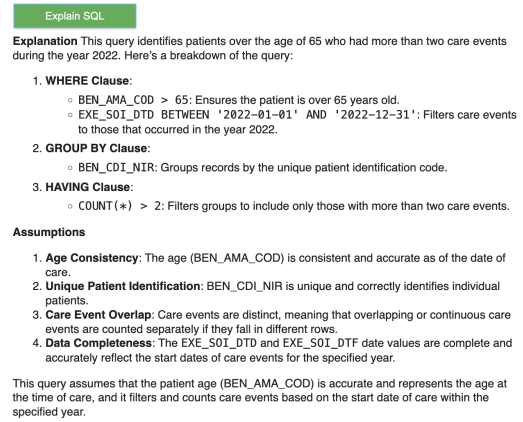 Explain SQL
Explanation This query identifies patients over the age of 65 who had more than two care events
during the year 2022. Here's a breakdown of the query:
1. WHERE Clause:
◦ BEN_AMA_COD > 65: Ensures the patient is over 65 years old.
◦ EXE_SOI_DTD BETWEEN '2022-01-01' AND '2022-12-31': Filters care events
to those that occurred in the year 2022.
2. GROUP BY Clause:
◦ BEN_CDI_NIR: Groups records by the unique patient identification code.
3. HAVING Clause:
◦ COUNT(*) > 2: Filters groups to include only those with more than two care events.
Assumptions
1. Age Consistency: The age (BEN_AMA_COD) is consistent and accurate as of the date of
care.
2. Unique Patient Identification: BEN_CDI_NIR is unique and correctly identifies individual
patients.
3. Care Event Overlap: Care events are distinct, meaning that overlapping or continuous care
events are counted separately if they fall in different rows.
4. Data Completeness: The EXE_SOI_DTD and EXE_SOI_DTF date values are complete and
accurately reflect the start dates of care events for the specified year.
This query assumes that the patient age (BEN_AMA_COD) is accurate and represents the age at
the time of care, and it filters and counts care events based on the start date of care within the
specified year.